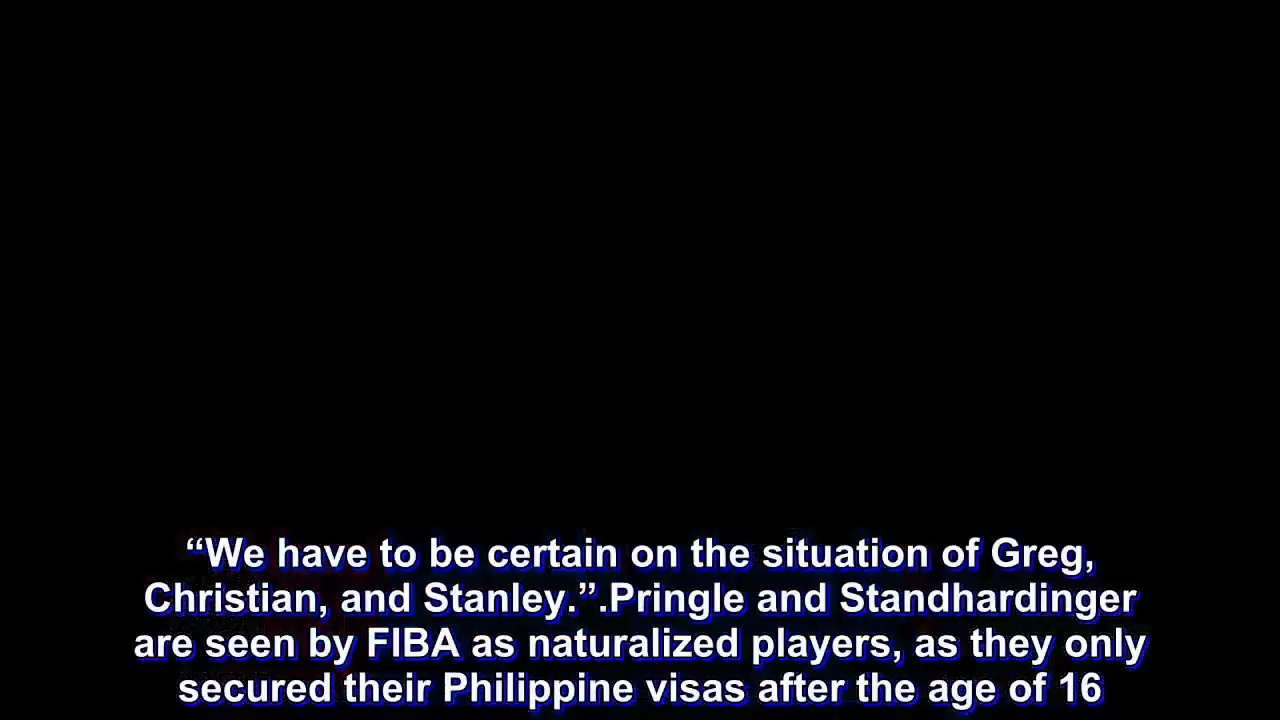 “We have to be certain on the situation of Greg,
Christian, and Stanley.”.Pringle and Standhardinger
are seen by FIBA as naturalized players, as they only
secured their Philippine visas after the age of 16